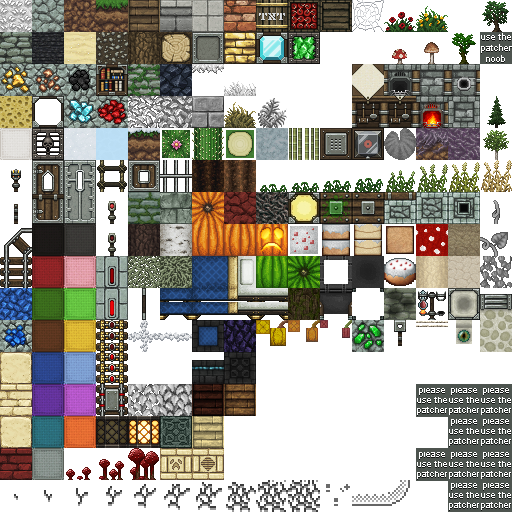 TXT
use the
patcher
noob
please please please
use the use the use the
patcher patcher patcher
please please
use the use the
patcher patcher
please please please
use the use the use the
patcher patcher patcher
please please
use the use the
patcher patcher